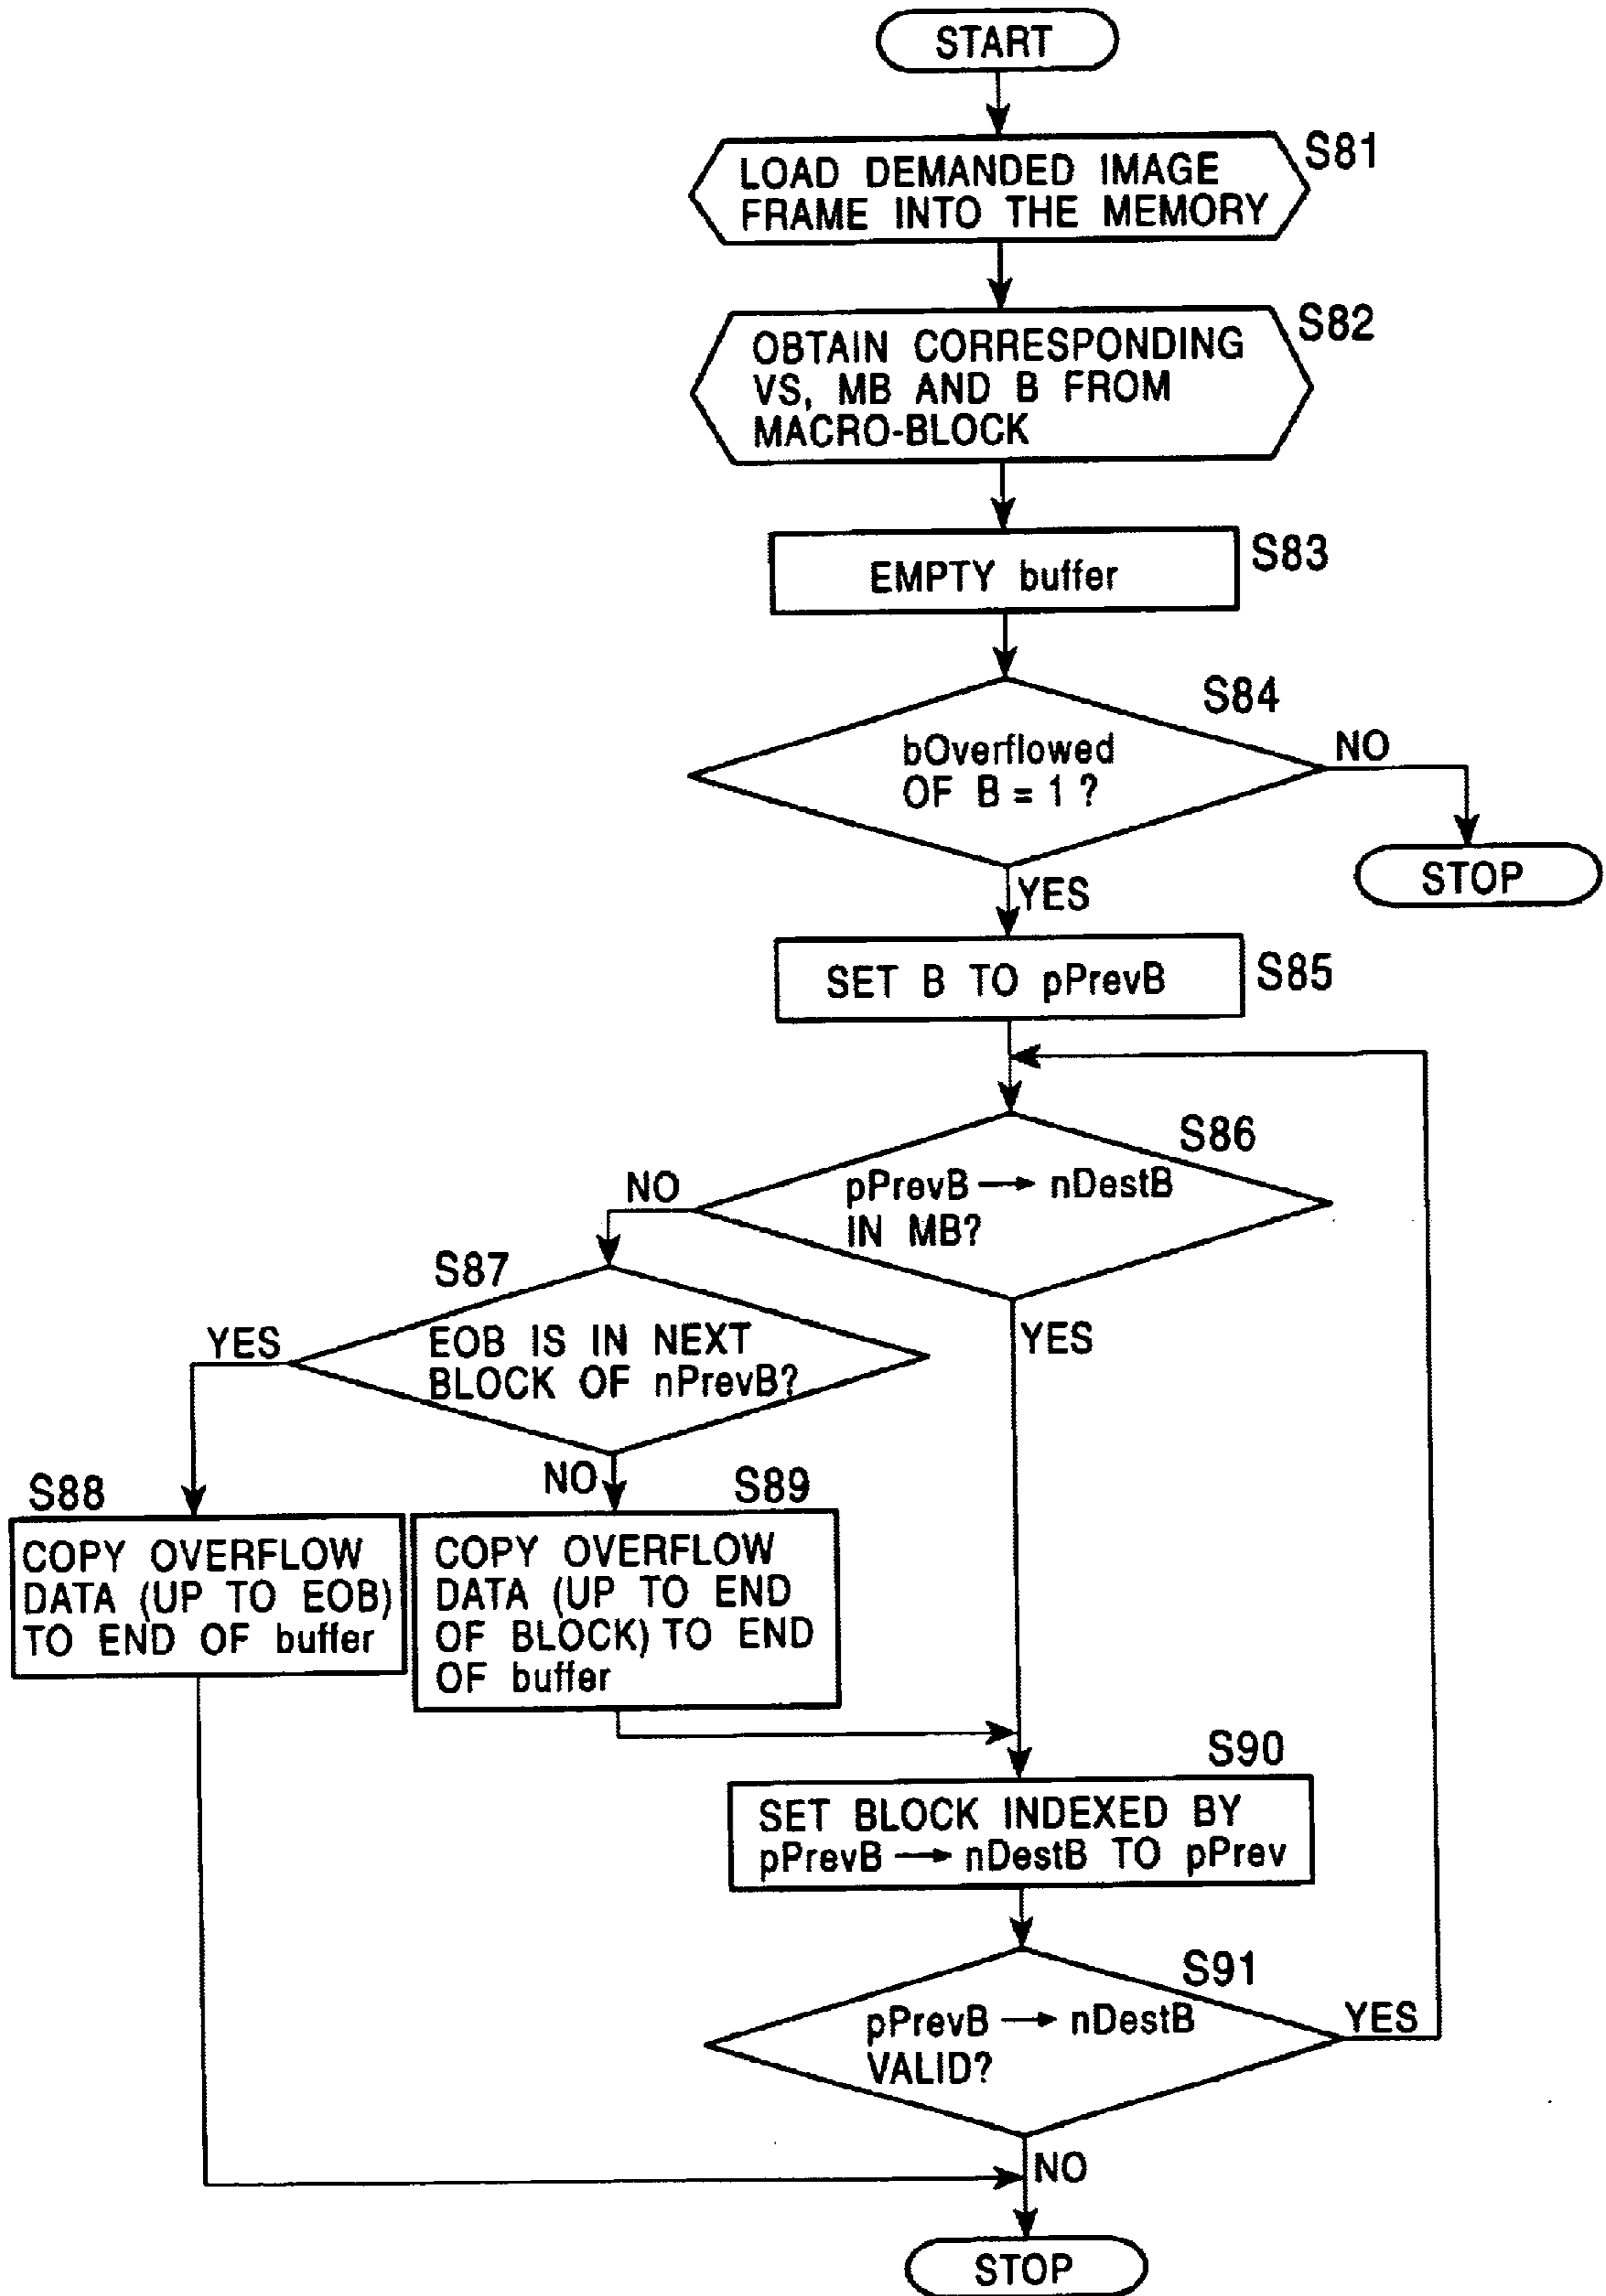 START
S81
LOAD DEMANDED IMAGE
FRAME INTO THE MEMORY
S82
OBTAIN CORRESPONDING
VS, MB AND B FROM
MACRO-BLOCK
S83
EMPTY buffer
S84
bOverflowed
OF B = 1 ?
NO
STOP
YES
S85
SET B TO pPrevB
S86
pPrevB → nDestB
IN MB?
NO
YES
S87
EOB IS IN NEXT
BLOCK OF nPrevB?
YES
NO
S88
COPY OVERFLOW
DATA (UP TO EOB)
TO END OF buffer
S89
COPY OVERFLOW
DATA (UP TO END
OF BLOCK) TO END
OF buffer
S90
SET BLOCK INDEXED BY
pPrevB → nDestB TO pPrev
S91
pPrevB → nDestB
VALID?
YES
NO
STOP